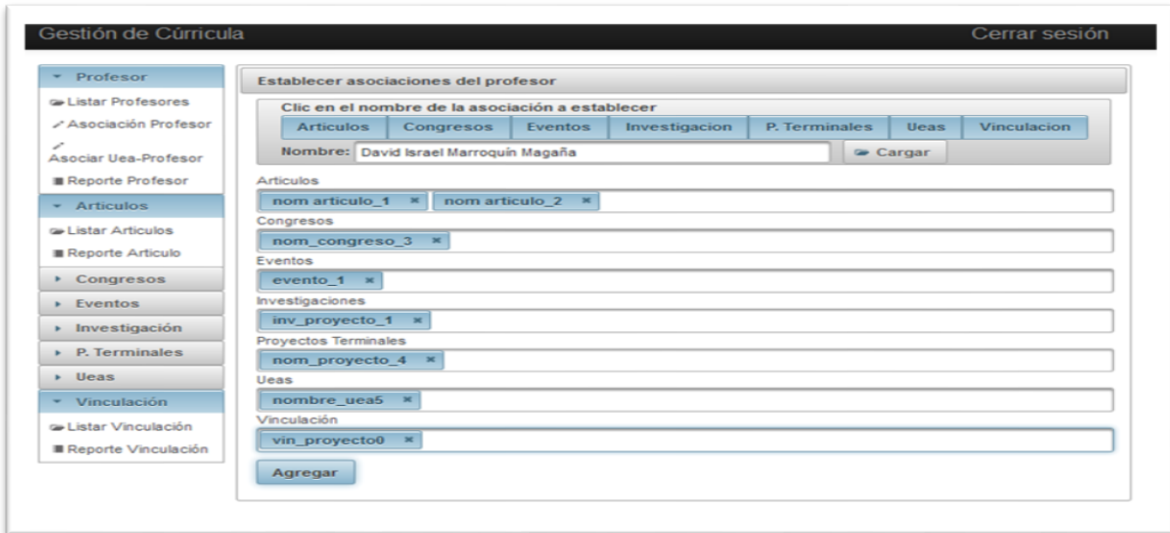 Gestión de Cúrricula Cerrar sesión
Profesor
Listar Profesores
Asociación Profesor
Asociar Uea-Profesor
Reporte Profesor
Articulos
Listar Articulos
Reporte Articulo
Congresos
Eventos
Investigación
P. Terminales
Ueas
Vinculación
Listar Vinculación
Reporte Vinculación
Establecer asociaciones del profesor
Clic en el nombre de la asociación a establecer
Articulos Congresos Eventos Investigacion P. Terminales Ueas Vinculacion
Nombre: David Israel Marroquín Magaña Cargar
Articulos
nom articulo_1 nom articulo_2
Congresos
nom_congreso_3
Eventos
evento_1
Investigaciones
inv_proyecto_1
Proyectos Terminales
nom_proyecto_4
Ueas
nombre_uea5
Vinculación
vin_proyecto0
Agregar